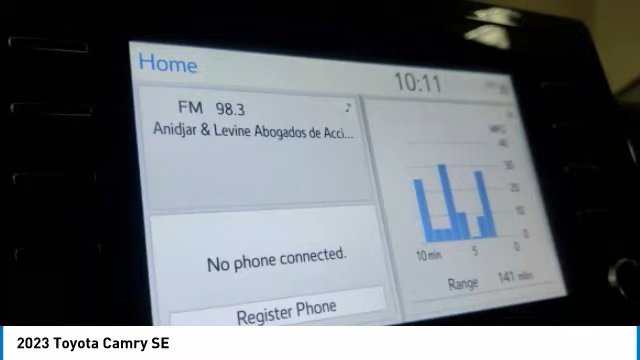 Home
10:11
FM 98.3
Anidjar & Levine Abogados de Acci...
MPG
40
30
20
10
0
10 min
5
0
No phone connected.
Range 141 miles
Register Phone
2023 Toyota Camry SE